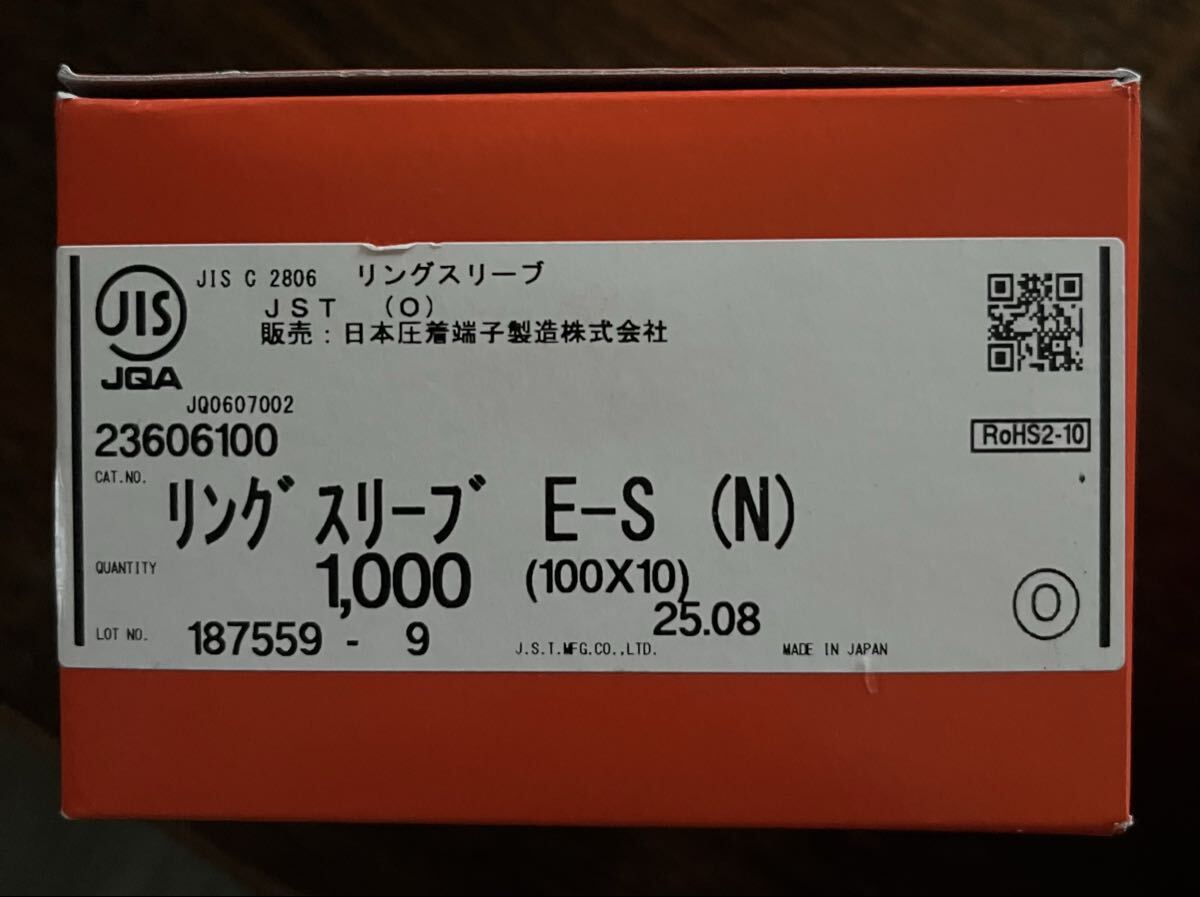 JIS
JQA
JIS C 2806 リングスリーブ
JST (O)
販売：日本圧着端子製造株式会社
JQ0607002
23606100
RoHS2-10
CAT.NO.
リングスリーブ E-S (N)
QUANTITY
1,000 (100X10)
25.08
O
LOT NO. 187559 - 9
J.S.T.MFG.CO.,LTD.
MADE IN JAPAN